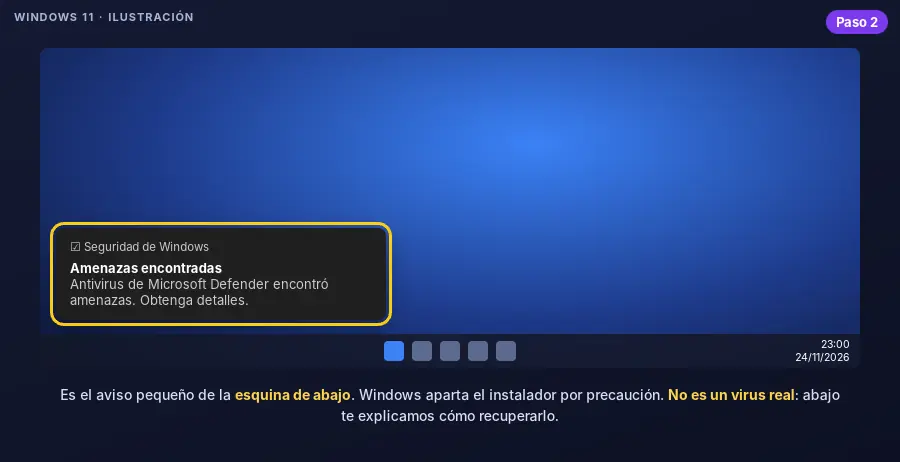 WINDOWS 11 · ILUSTRACIÓN
Paso 2
☑ Seguridad de Windows
Amenazas encontradas
Antivirus de Microsoft Defender encontró
amenazas. Obtenga detalles.
23:00
24/11/2026
Es el aviso pequeño de la esquina de abajo. Windows aparta el instalador por precaución. No es un virus real: abajo
te explicamos cómo recuperarlo.